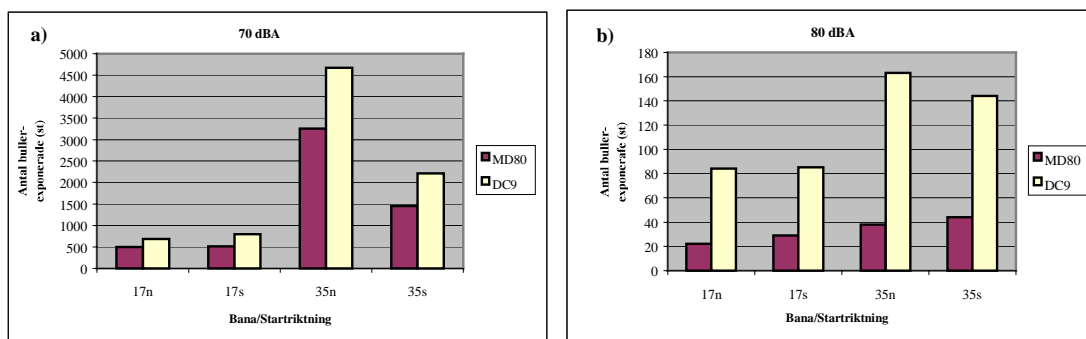 a)
70 dBA
5000
4500
4000
3500
3000
2500
2000
1500
1000
500
0
Antal buller-
exponerade (st)
17n 17s 35n 35s
Bana/Startriktning
MD80
DC9
b)
80 dBA
180
160
140
120
100
80
60
40
20
0
Antal buller-
exponerafe (st)
17n 17s 35n 35s
Bana/Startriktning
MD80
DC9